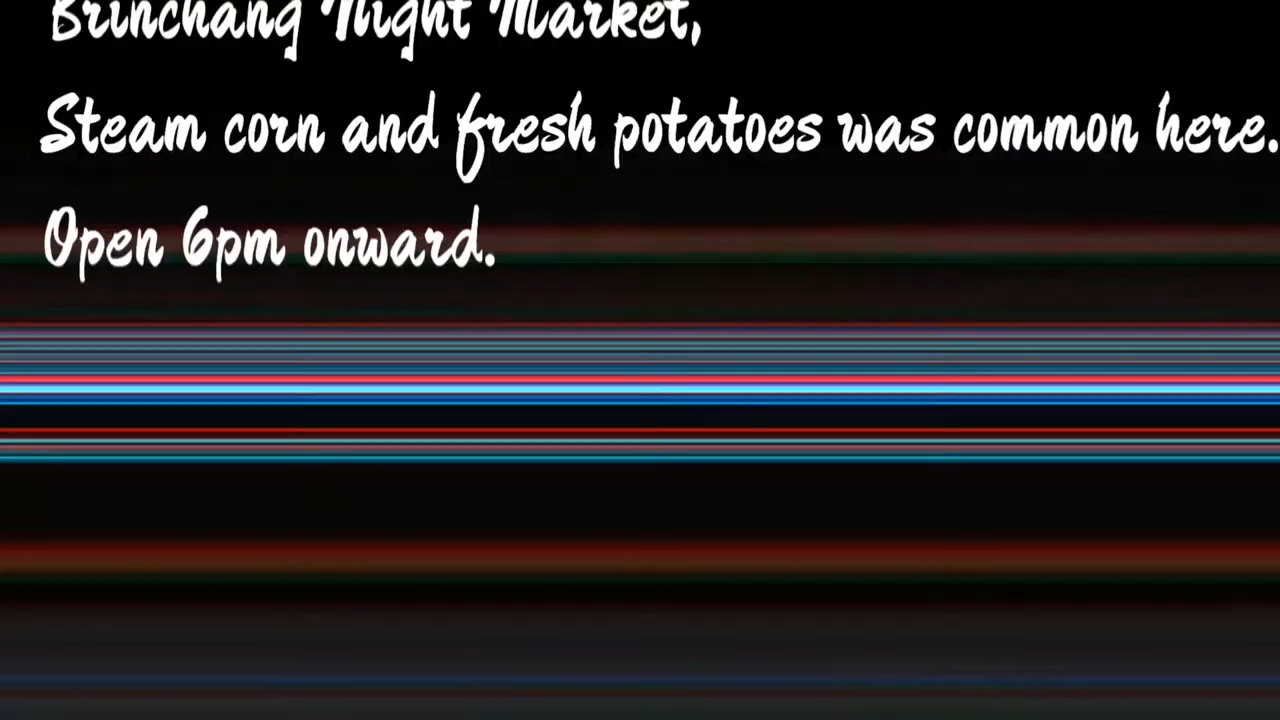 Brinchang Night Market,
Steam corn and fresh potatoes was common here.
Open 6pm onward.